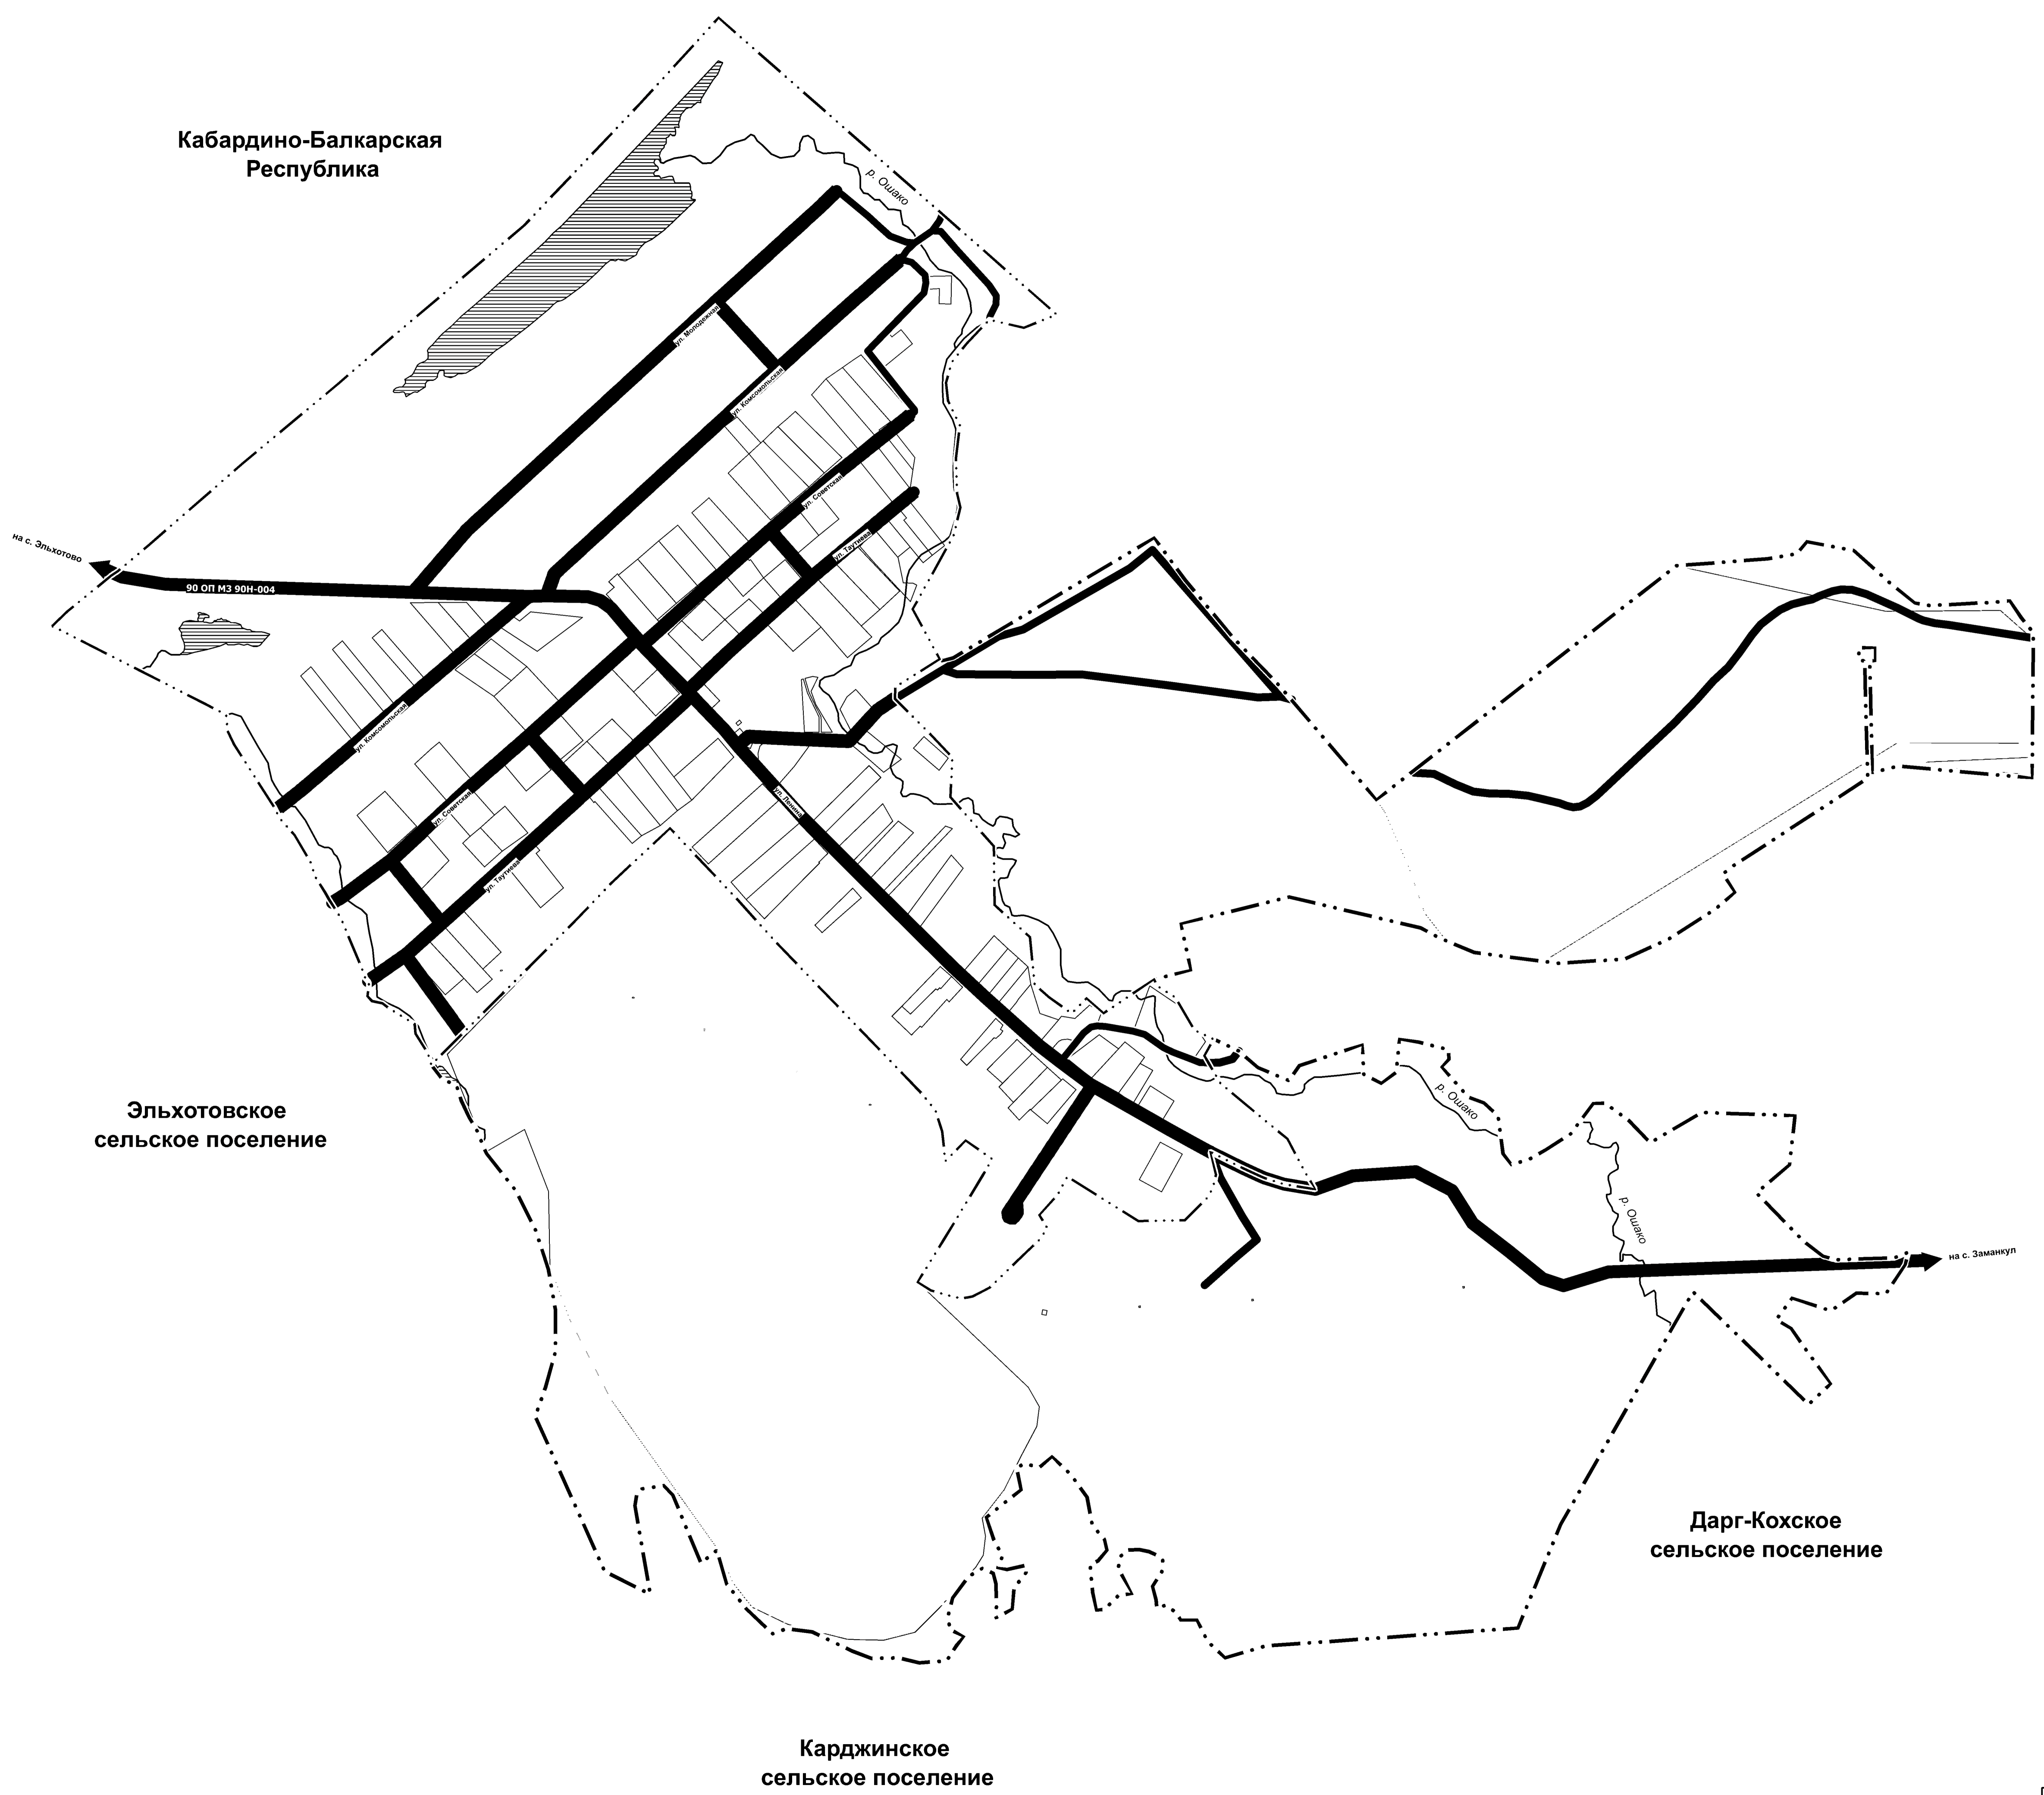 Кабардино-Балкарская
Республика
р. Ошако
ул. Молодежная
ул. Комсомольская
ул. Советская
ул. Таутиева
на с. Эльхотово
90 ОП МЗ 90Н-004
ул. Комсомольская
ул. Советская
ул. Ленина
ул. Таутиева
Эльхотовское
сельское поселение
р. Ошако
р. Ошако
на с. Заманкул
Дарг-Кохское
сельское поселение
Карджинское
сельское поселение